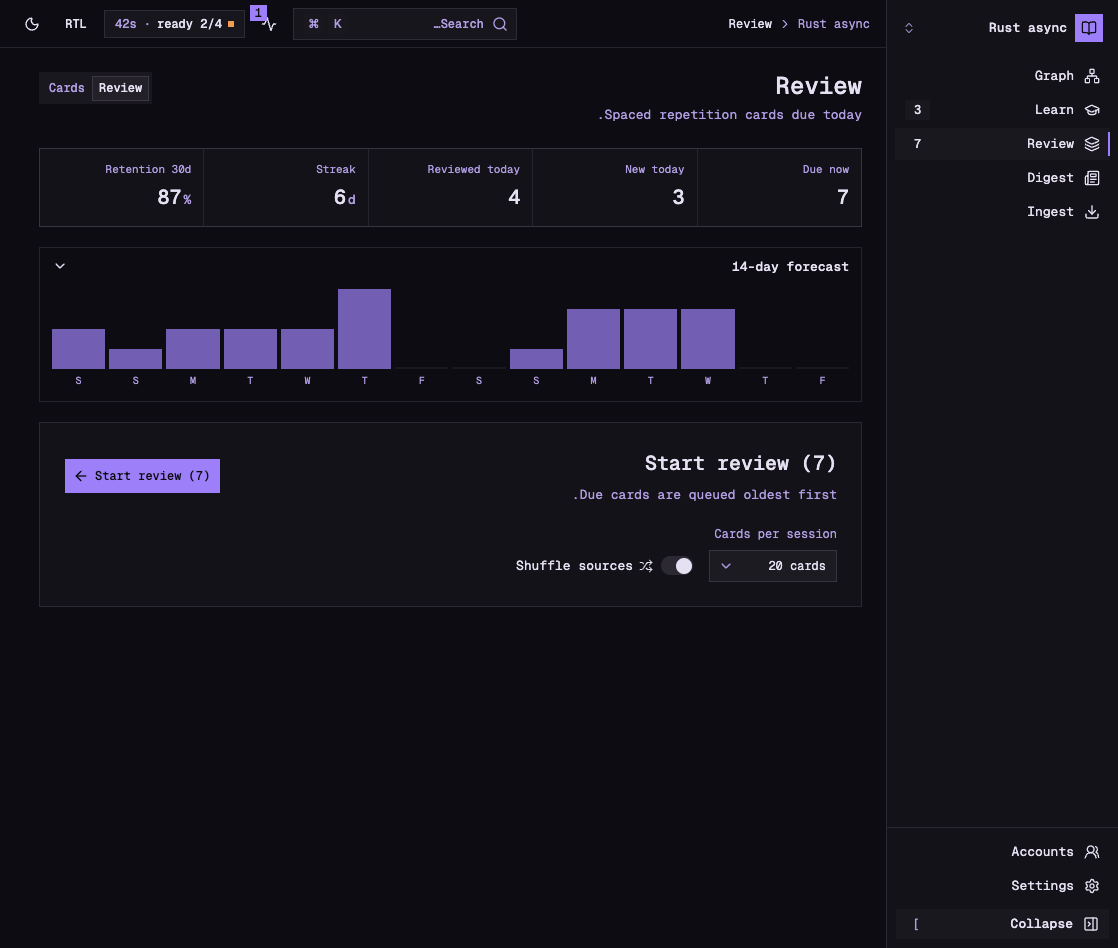 RTL
42s · ready 2/4
1
⌘ K
…Search
Review > Rust async
Rust async
Graph
Learn 3
Review 7
Digest
Ingest
Cards
Review
Review
.Spaced repetition cards due today
Retention 30d
87%
Streak
6d
Reviewed today
4
New today
3
Due now
7
14-day forecast
S S M T W T F S S M T W T F
Start review (7)
.Due cards are queued oldest first
Start review (7)
Cards per session
20 cards
Shuffle sources
Accounts
Settings
Collapse [